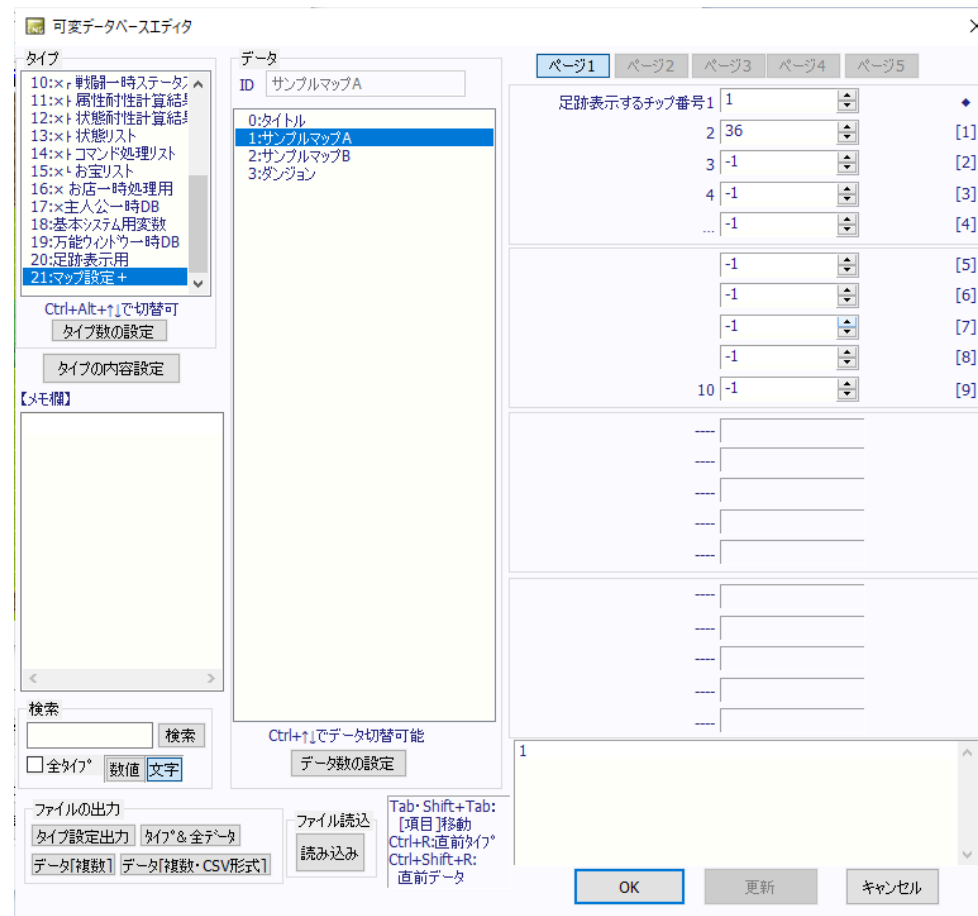 可変データベースエディタ
タイプ
10:×┌ 戦闘一時ステータス
11:×├ 属性耐性計算結果
12:×├ 状態耐性計算結果
13:×├ 状態リスト
14:×├ コマンド処理リスト
15:×└ お宝リスト
16:× お店一時処理用
17:×主人公一時DB
18:基本システム用変数
19:万能ウィンドウ一時DB
20:足跡表示用
21:マップ設定+
Ctrl+Alt+↑↓で切替可
タイプ数の設定
タイプの内容設定
【メモ欄】
検索
検索
全タイプ 数値 文字
ファイルの出力
タイプ設定出力 タイプ&全データ
データ[複数] データ[複数・CSV形式]
データ
ID サンプルマップA
0:タイトル
1:サンプルマップA
2:サンプルマップB
3:ダンジョン
Ctrl+↑↓でデータ切替可能
データ数の設定
ファイル読込
読み込み
Tab・Shift+Tab:
[項目]移動
Ctrl+R:直前タイプ
Ctrl+Shift+R:
直前データ
ページ1 ページ2 ページ3 ページ4 ページ5
足跡表示するチップ番号1 1 ◆
2 36 [1]
3 -1 [2]
4 -1 [3]
... -1 [4]
-1 [5]
-1 [6]
-1 [7]
-1 [8]
10 -1 [9]
----
----
----
----
----
----
----
----
----
----
1
OK 更新 キャンセル